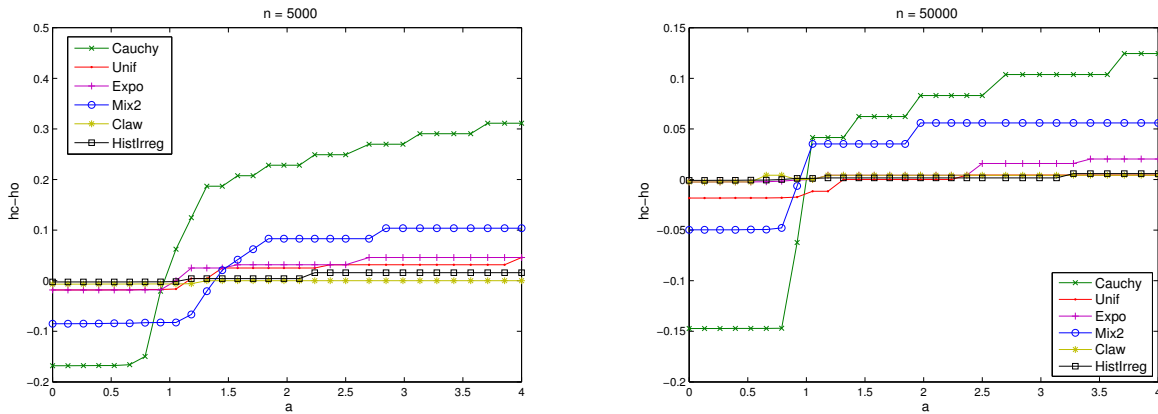 n = 5000
0.5
0.4
0.3
0.2
0.1
0
−0.1
−0.2
hc−ho
0
0.5
1
1.5
2
2.5
3
3.5
4
a
Cauchy
Unif
Expo
Mix2
Claw
HistIrreg
n = 50000
0.15
0.1
0.05
0
−0.05
−0.1
−0.15
−0.2
hc−ho
0
0.5
1
1.5
2
2.5
3
3.5
4
a
Cauchy
Unif
Expo
Mix2
Claw
HistIrreg